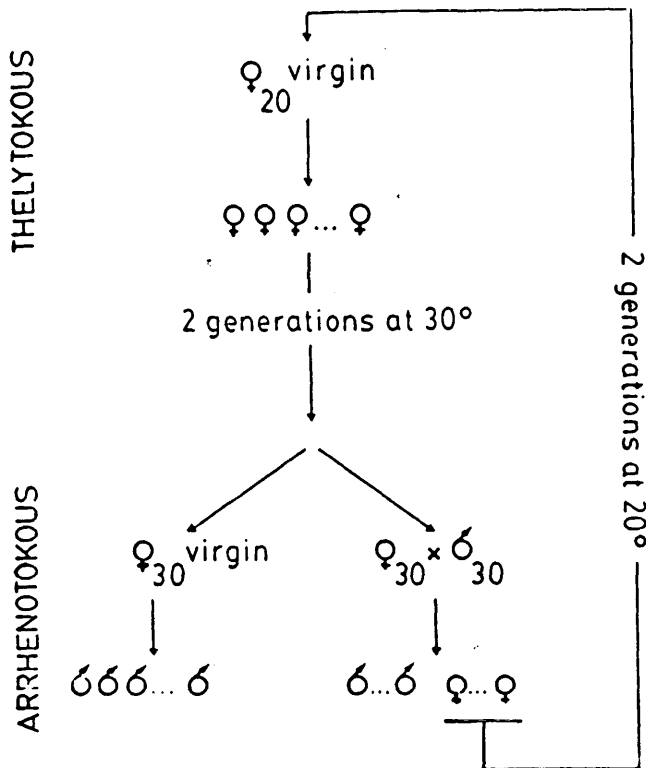 THELYTOKOUS
♀20 virgin
♀ ♀ ♀ ... ♀
2 generations at 30°
2 generations at 20°
ARRHENOTOKOUS
♀30 virgin
♀30 × ♂30
♂♂♂... ♂
♂...♂ ♀...♀